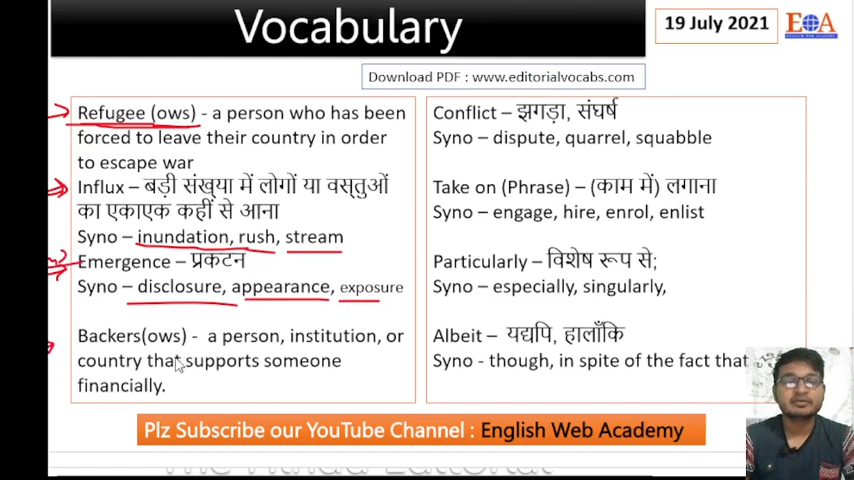 Vocabulary
19 July 2021
EOA
Download PDF : www.editorialvocabs.com
Refugee (ows) - a person who has been
forced to leave their country in order
to escape war
Influx – बड़ी संख्या में लोगों या वस्तुओं
का एकाएक कहीं से आना
Syno – inundation, rush, stream
Emergence – प्रकटन
Syno – disclosure, appearance, exposure
Backers(ows) - a person, institution, or
country that supports someone
financially.
Conflict – झगड़ा, संघर्ष
Syno – dispute, quarrel, squabble
Take on (Phrase) – (काम में) लगाना
Syno – engage, hire, enrol, enlist
Particularly – विशेष रूप से;
Syno – especially, singularly,
Albeit – यद्यपि, हालाँकि
Syno - though, in spite of the fact that
Plz Subscribe our YouTube Channel : English Web Academy
The Hindu Editorial